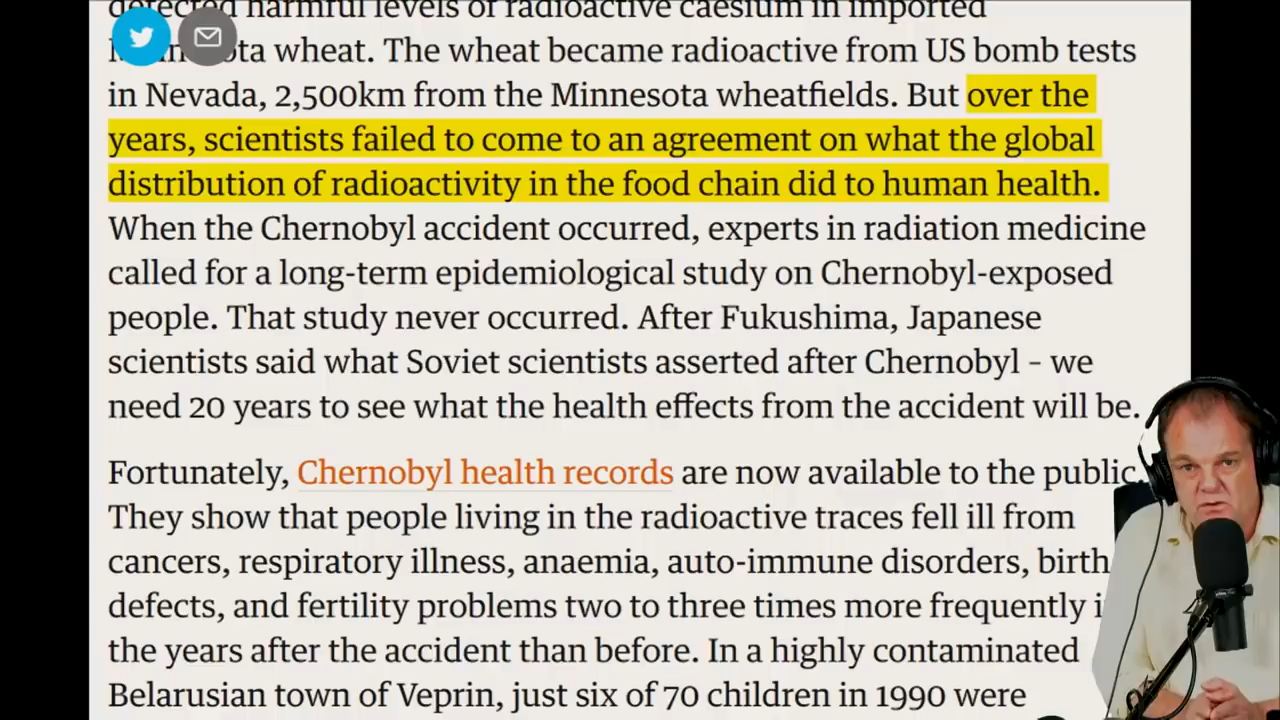 detected harmful levels of radioactive caesium in imported
wheat. The wheat became radioactive from US bomb tests
in Nevada, 2,500km from the Minnesota wheatfields. But over the
years, scientists failed to come to an agreement on what the global
distribution of radioactivity in the food chain did to human health.
When the Chernobyl accident occurred, experts in radiation medicine
called for a long-term epidemiological study on Chernobyl-exposed
people. That study never occurred. After Fukushima, Japanese
scientists said what Soviet scientists asserted after Chernobyl – we
need 20 years to see what the health effects from the accident will be.
Fortunately, Chernobyl health records are now available to the public.
They show that people living in the radioactive traces fell ill from
cancers, respiratory illness, anaemia, auto-immune disorders, birth
defects, and fertility problems two to three times more frequently
the years after the accident than before. In a highly contaminated
Belarusian town of Veprin, just six of 70 children in 1990 were